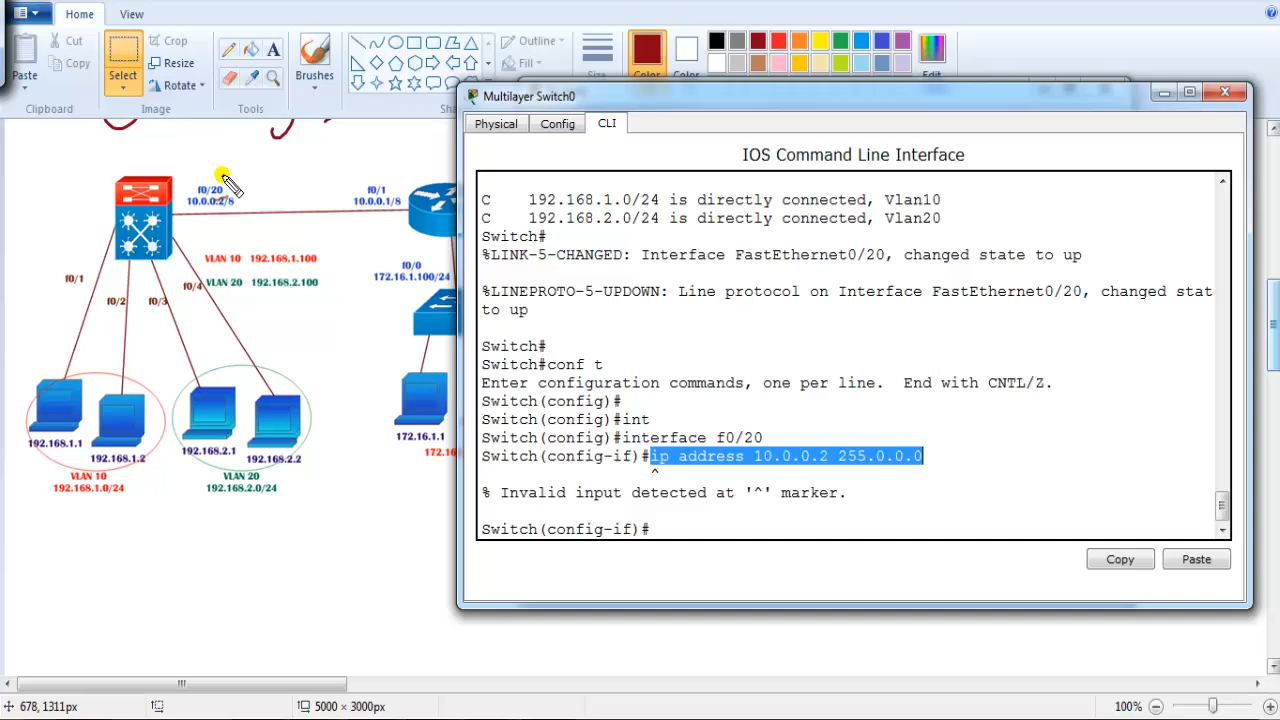 Home
View
Cut
Copy
Paste
Clipboard
Crop
Resize
Rotate
Select
Image
Tools
Brushes
Outline
Fill
Size
Color
Color
Edit
Multilayer Switch0
Physical
Config
CLI
IOS Command Line Interface
C 192.168.1.0/24 is directly connected, Vlan10
C 192.168.2.0/24 is directly connected, Vlan20
Switch#
%LINK-5-CHANGED: Interface FastEthernet0/20, changed state to up
%LINEPROTO-5-UPDOWN: Line protocol on Interface FastEthernet0/20, changed stat
to up
Switch#
Switch#conf t
Enter configuration commands, one per line. End with CNTL/Z.
Switch(config)#
Switch(config)#int
Switch(config)#interface f0/20
Switch(config-if)#ip address 10.0.0.2 255.0.0.0
^
% Invalid input detected at '^' marker.
Switch(config-if)#
Copy
Paste
f0/20
10.0.0.2/8
f0/1
10.0.0.1/8
VLAN 10 192.168.1.100
VLAN 20 192.168.2.100
f0/0
172.16.1.100/24
f0/1
f0/2
f0/3
f0/4
192.168.1.1
192.168.1.2
192.168.2.1
192.168.2.2
172.16.1.1
VLAN 10
192.168.1.0/24
VLAN 20
192.168.2.0/24
678, 1311px
5000 × 3000px
100%